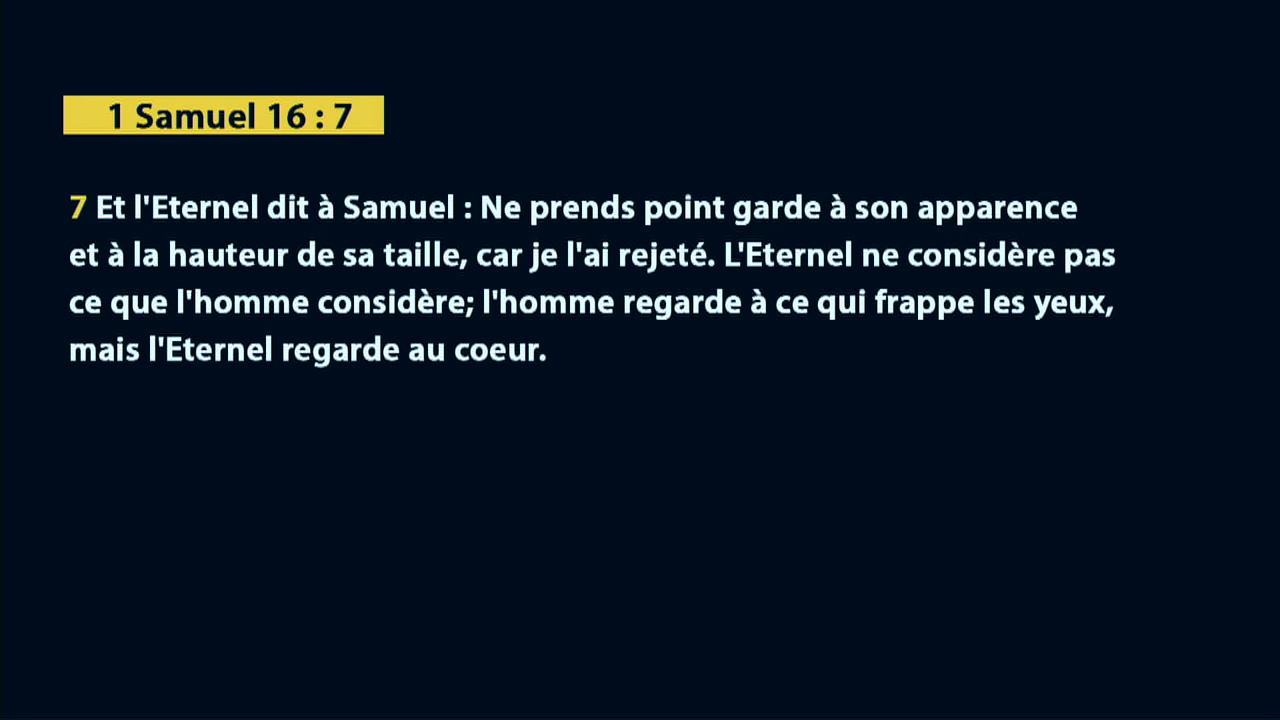 1 Samuel 16 : 7
7 Et l'Eternel dit à Samuel : Ne prends point garde à son apparence
et à la hauteur de sa taille, car je l'ai rejeté. L'Eternel ne considère pas
ce que l'homme considère; l'homme regarde à ce qui frappe les yeux,
mais l'Eternel regarde au coeur.